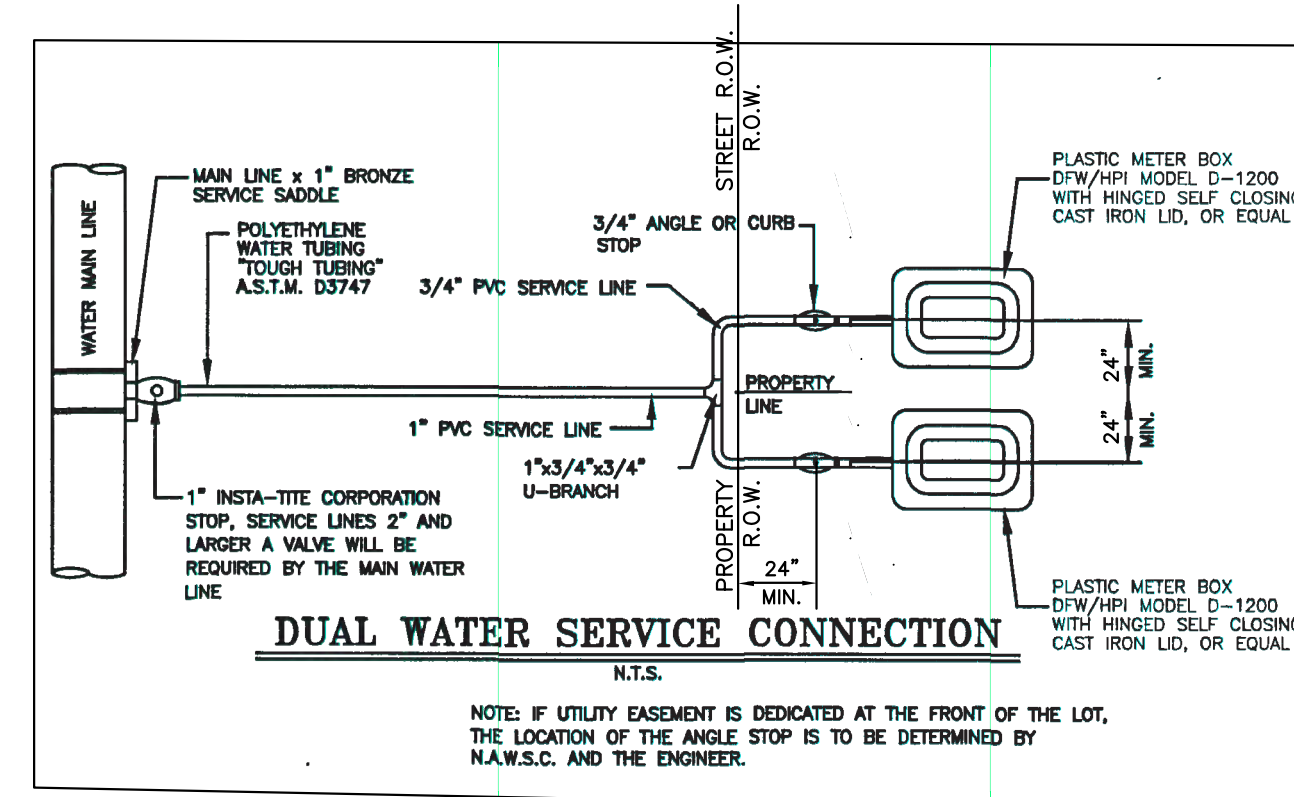 STREET R.O.W.
R.O.W.
MAIN LINE x 1" BRONZE
SERVICE SADDLE
WATER MAIN LINE
POLYETHYLENE
WATER TUBING
"TOUGH TUBING"
A.S.T.M. D3747
3/4" ANGLE OR CURB
STOP
3/4" PVC SERVICE LINE
PLASTIC METER BOX
DFW/HPI MODEL D-1200
WITH HINGED SELF CLOSING
CAST IRON LID, OR EQUAL
24"
MIN.
PROPERTY
LINE
24"
MIN.
1" PVC SERVICE LINE
1"x3/4"x3/4"
U-BRANCH
1" INSTA-TITE CORPORATION
STOP, SERVICE LINES 2" AND
LARGER A VALVE WILL BE
REQUIRED BY THE MAIN WATER
LINE
PROPERTY
R.O.W.
24"
MIN.
PLASTIC METER BOX
DFW/HPI MODEL D-1200
WITH HINGED SELF CLOSING
CAST IRON LID, OR EQUAL
DUAL WATER SERVICE CONNECTION
N.T.S.
NOTE: IF UTILITY EASEMENT IS DEDICATED AT THE FRONT OF THE LOT,
THE LOCATION OF THE ANGLE STOP IS TO BE DETERMINED BY
N.A.W.S.C. AND THE ENGINEER.